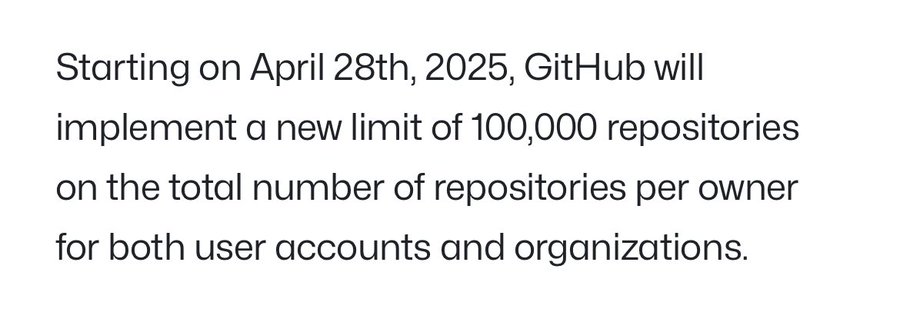 Starting on April 28th, 2025, GitHub will
implement a new limit of 100,000 repositories
on the total number of repositories per owner
for both user accounts and organizations.